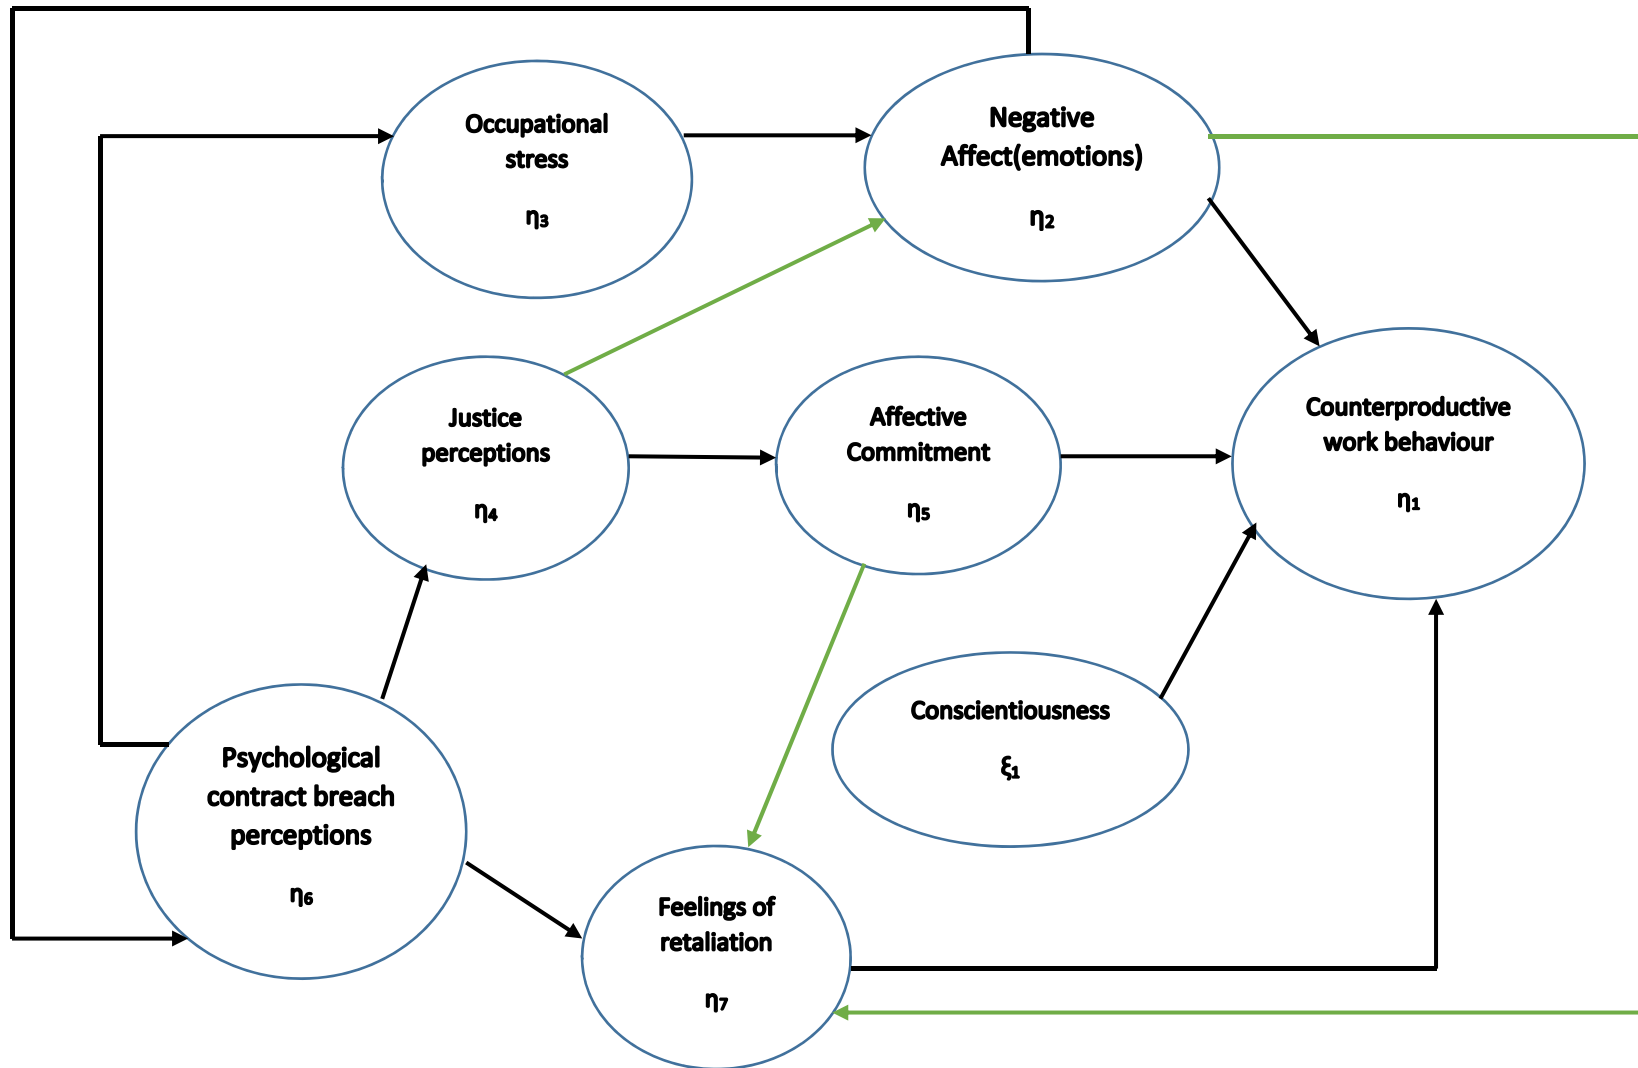 Occupational
stress
η₃
Negative
Affect(emotions)
η₂
Justice
perceptions
η₄
Affective
Commitment
η₅
Counterproductive
work behaviour
η₁
Conscientiousness
ξ₁
Psychological
contract breach
perceptions
η₆
Feelings of
retaliation
η₇